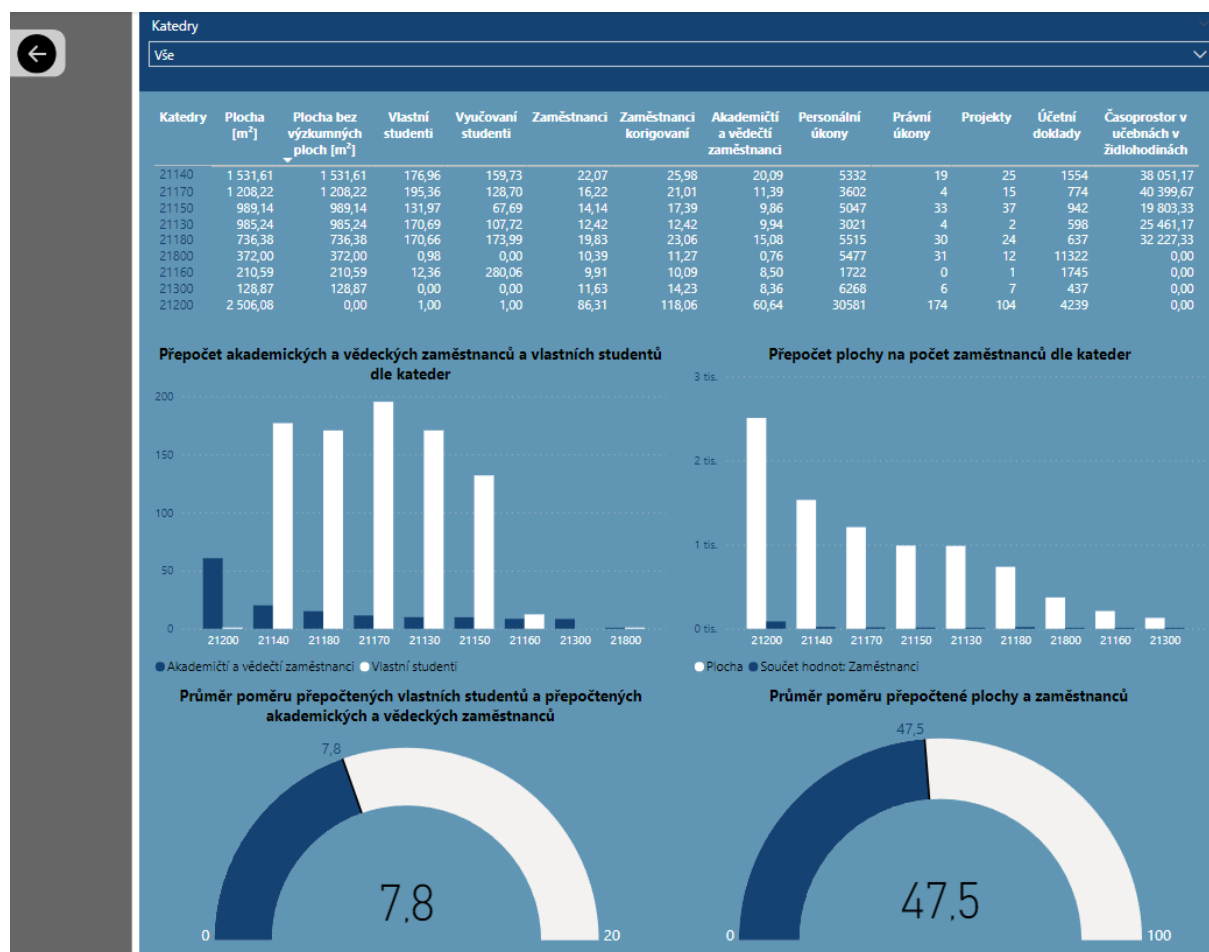 Katedry
Vše
Katedry Plocha [m²] Plocha bez výzkumných ploch [m²] Vlastní studenti Vyučovaní studenti Zaměstnanci Zaměstnanci korigovaní Akademičtí a vědečtí zaměstnanci Personální úkony Právní úkony Projekty Účetní doklady Časoprostor v učebnách v židlohodinách
21140 1 531,61 1 531,61 176,96 159,73 22,07 25,98 20,09 5332 19 25 1554 38 051,17
21170 1 208,22 1 208,22 195,36 128,70 16,22 21,01 11,39 3602 4 15 774 40 399,67
21150 989,14 989,14 131,97 67,69 14,14 17,39 9,86 5047 33 37 942 19 803,33
21130 985,24 985,24 170,69 107,72 12,42 12,42 9,94 3021 4 2 598 25 461,17
21180 736,38 736,38 170,66 173,99 19,83 23,06 15,08 5515 30 24 637 32 227,33
21800 372,00 372,00 0,98 0,00 10,39 11,27 0,76 5477 31 12 11322 0,00
21160 210,59 210,59 12,36 280,06 9,91 10,09 8,50 1722 0 1 1745 0,00
21300 128,87 128,87 0,00 0,00 11,63 14,23 8,36 6268 6 7 437 0,00
21200 2 506,08 0,00 1,00 1,00 86,31 118,06 60,64 30581 174 104 4239 0,00
Přepočet akademických a vědeckých zaměstnanců a vlastních studentů
dle kateder
200
150
100
50
0
21200 21140 21180 21170 21130 21150 21160 21300 21800
Akademičtí a vědečtí zaměstnanci Vlastní studenti
Přepočet plochy na počet zaměstnanců dle kateder
3 tis.
2 tis.
1 tis.
0 tis.
21200 21140 21170 21150 21130 21180 21800 21160 21300
Plocha Součet hodnot: Zaměstnanci
Průměr poměru přepočtených vlastních studentů a přepočtených
akademických a vědeckých zaměstnanců
7,8
7,8
0 20
Průměr poměru přepočtené plochy a zaměstnanců
47,5
47,5
0 100